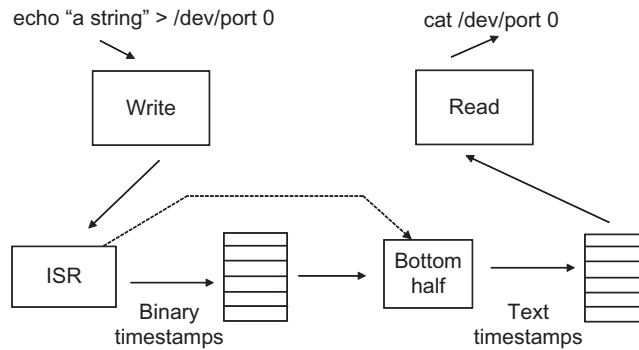 echo “a string” > /dev/port 0
cat /dev/port 0
Write
Read
ISR
Bottom
half
Binary
timestamps
Text
timestamps